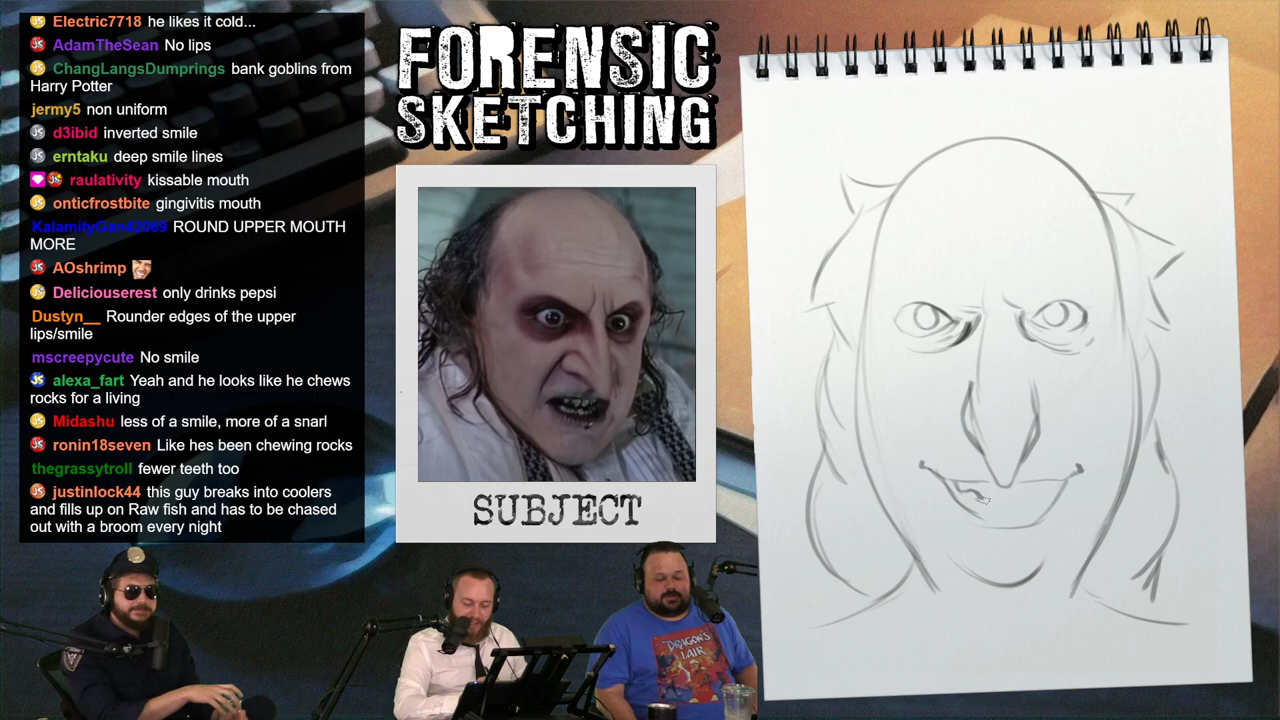 Electric7718 he likes it cold...
AdamTheSean No lips
ChangLangsDumprings bank goblins from
Harry Potter
jermy5 non uniform
d3ibid inverted smile
erntaku deep smile lines
raulativity kissable mouth
onticfrostbite gingivitis mouth
KalamityGan42069 ROUND UPPER MOUTH
MORE
AOshrimp
Deliciouserest only drinks pepsi
Dustyn__ Rounder edges of the upper
lips/smile
mscreepycute No smile
alexa_fart Yeah and he looks like he chews
rocks for a living
Midashu less of a smile, more of a snarl
ronin18seven Like hes been chewing rocks
thegrassytroll fewer teeth too
justinlock44 this guy breaks into coolers
and fills up on Raw fish and has to be chased
out with a broom every night
FORENSIC
SKETCHING
SUBJECT
DRAGON'S
LAIR